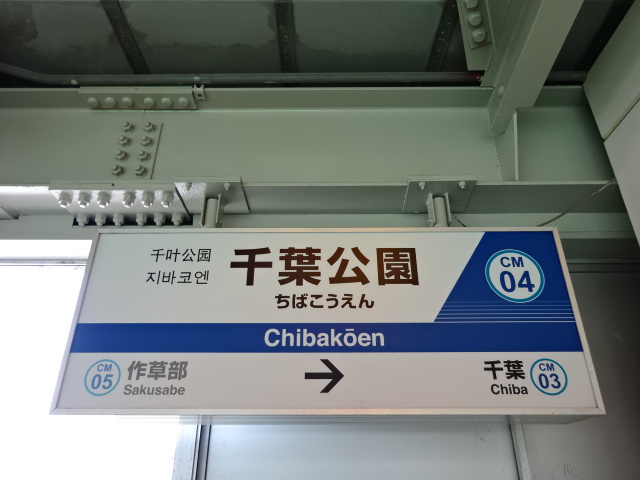 千叶公园
지바코엔
千葉公園
ちばこうえん
CM
04
Chibakōen
CM
05
作草部
Sakusabe
→
千葉
Chiba
CM
03